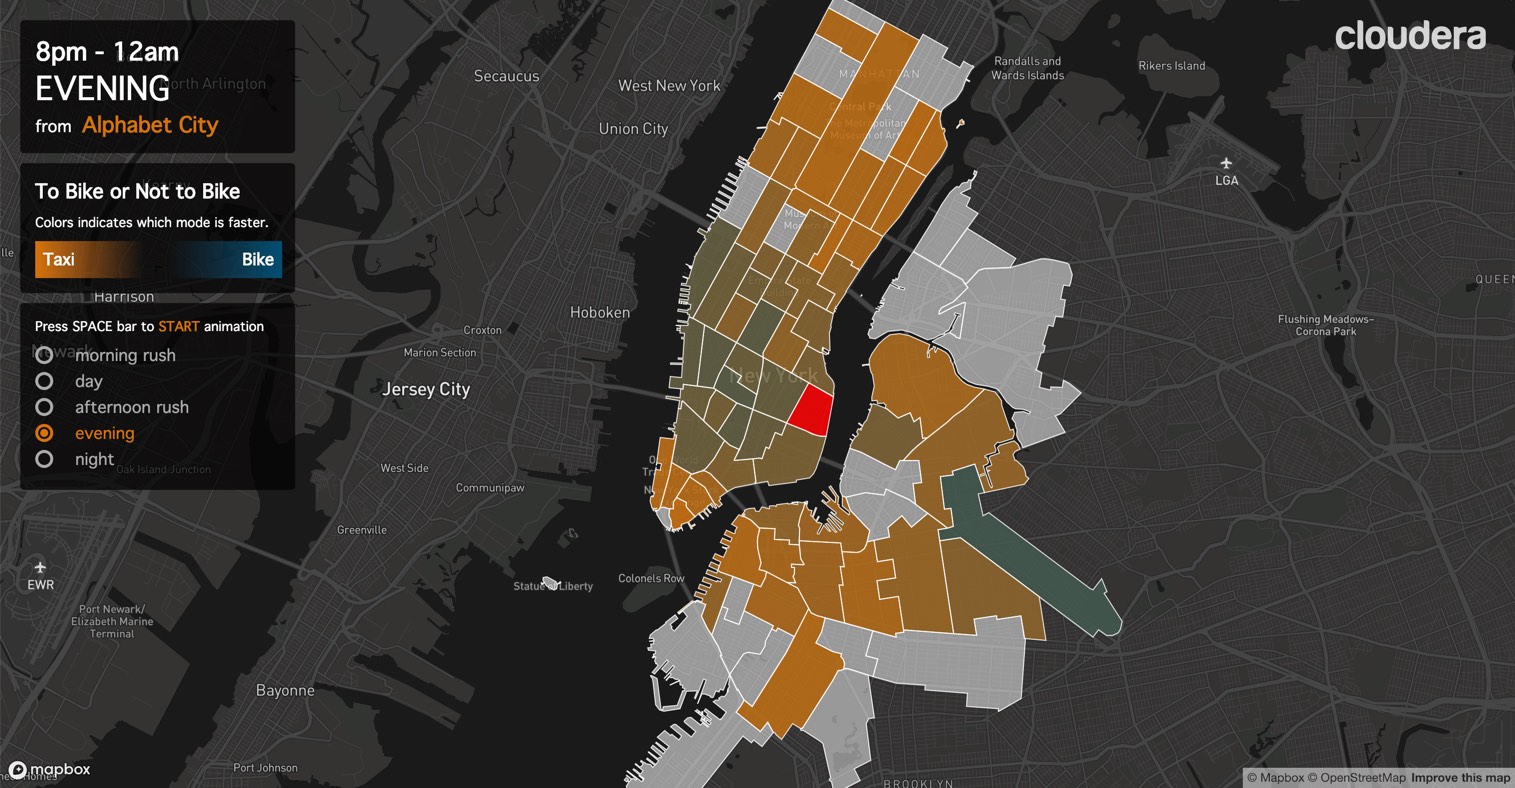 8pm - 12am
EVENING
from Alphabet City
North Arlington
To Bike or Not to Bike
Colors indicates which mode is faster.
Taxi
Bike
Harrison
Press SPACE bar to START animation
Newark
morning rush
day
afternoon rush
evening
night
Oak Island Junction
cloudera
Secaucus
West New York
Union City
Randalls and
Wards Islands
Rikers Island
MANHATTAN
Central Park
Metropolitan
Museum of Art
LGA
Hoboken
Croxton
Marion Section
Jersey City
New York
QUEEN
Flushing Meadows–
Corona Park
West Side
Communipaw
Greenville
EWR
Port Newark/
Elizabeth Marine
Terminal
Statue of Liberty
Colonels Row
Bayonne
Port Johnson
BROOKLYN
mapbox
© Mapbox © OpenStreetMap Improve this map